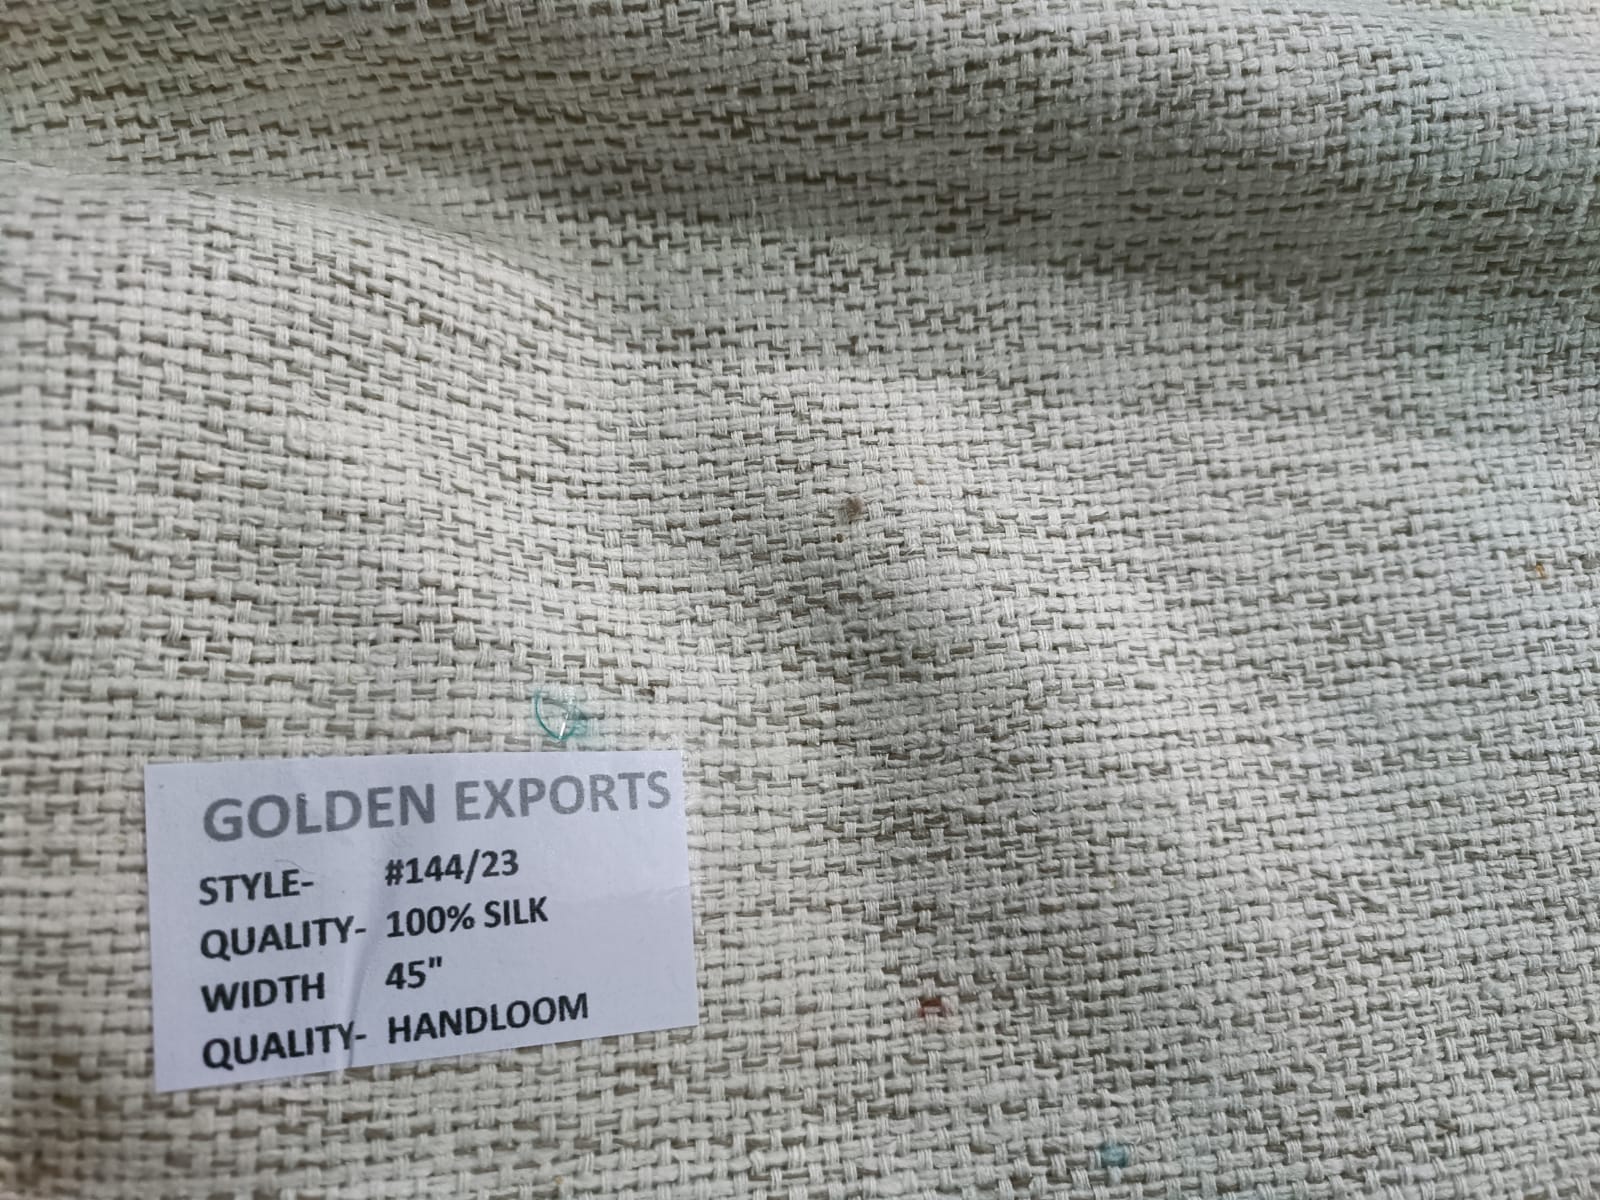 GOLDEN EXPORTS
STYLE- #144/23
QUALITY- 100% SILK
WIDTH 45"
QUALITY- HANDLOOM